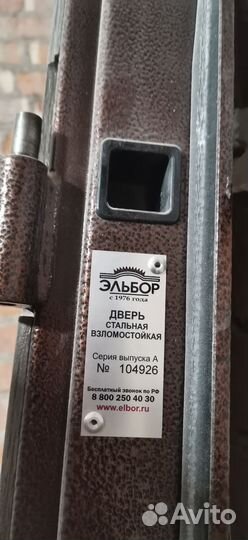 ЭЛЬБОР
с 1976 года
ДВЕРЬ
СТАЛЬНАЯ
ВЗЛОМОСТОЙКАЯ
Серия выпуска А
№ 104926
Бесплатный звонок по РФ
8 800 250 40 30
www.elbor.ru
Avito